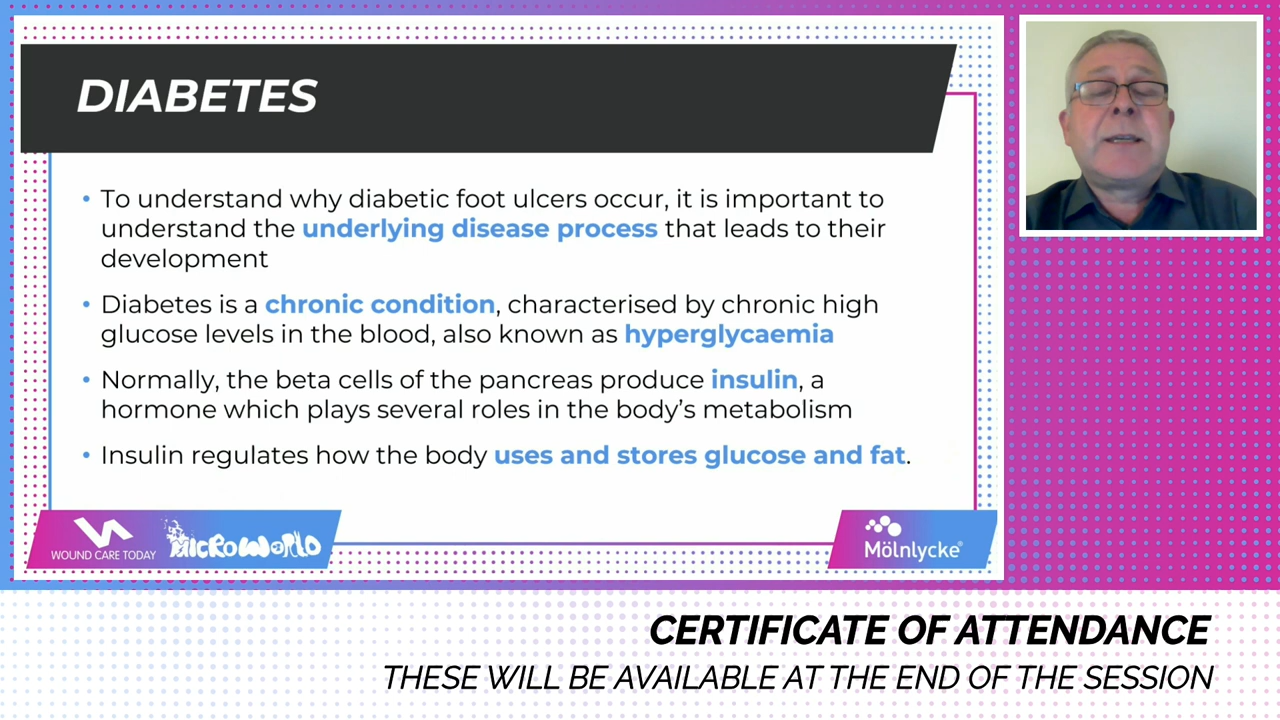 DIABETES
• To understand why diabetic foot ulcers occur, it is important to
understand the underlying disease process that leads to their
development
• Diabetes is a chronic condition, characterised by chronic high
glucose levels in the blood, also known as hyperglycaemia
• Normally, the beta cells of the pancreas produce insulin, a
hormone which plays several roles in the body’s metabolism
• Insulin regulates how the body uses and stores glucose and fat.
WOUND CARE TODAY
MICROWORLD
Mölnlycke®
CERTIFICATE OF ATTENDANCE
THESE WILL BE AVAILABLE AT THE END OF THE SESSION